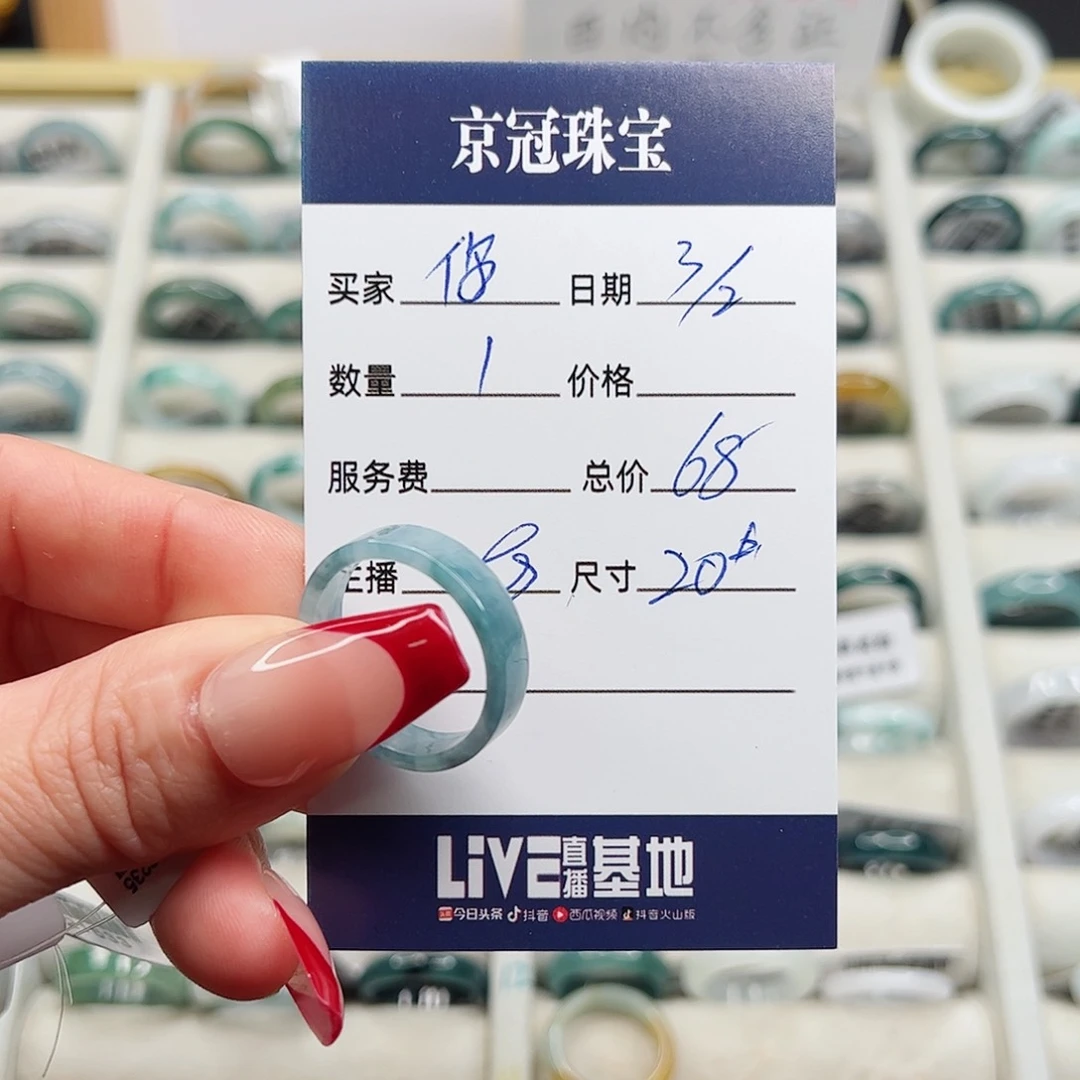 京冠珠宝
买家 日期 3/2
数量 1 价格
服务费 总价 68
播 尺寸 20+
LiVE直播基地
今日头条 抖音 西瓜视频 抖音火山版